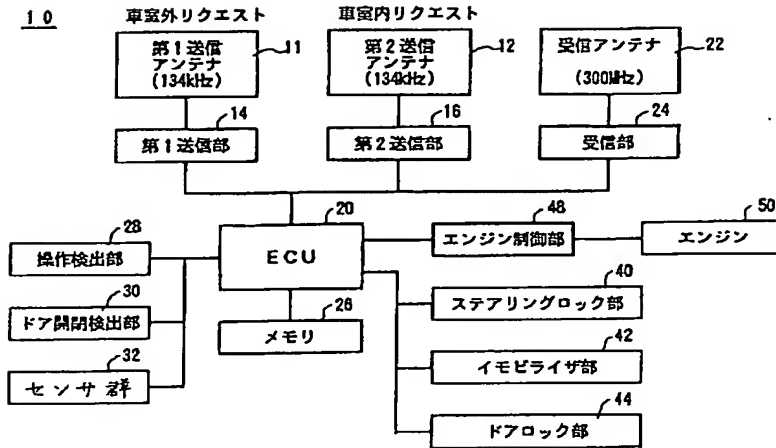 10
車室外リクエスト
車室内リクエスト
第1送信
アンテナ
(134kHz)
11
第2送信
アンテナ
(134kHz)
12
受信アンテナ
(300MHz)
22
第1送信部
14
第2送信部
16
受信部
24
操作検出部
28
ドア開閉検出部
30
センサ群
32
ECU
20
メモリ
26
エンジン制御部
48
エンジン
50
ステアリングロック部
40
イモビライザ部
42
ドアロック部
44